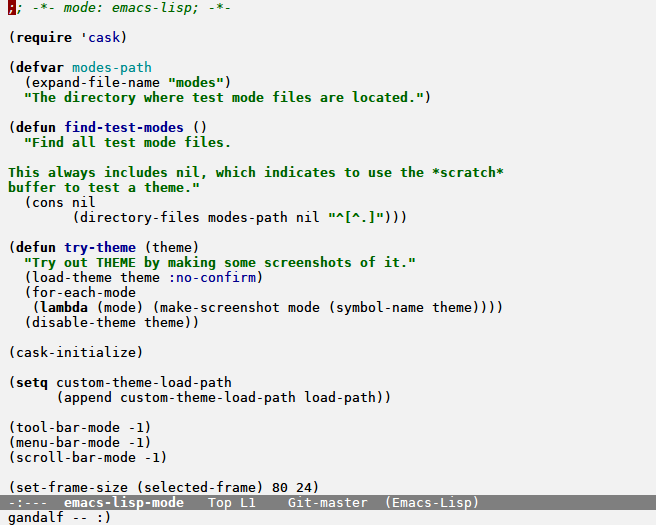 ;; -*- mode: emacs-lisp; -*-

(require 'cask)

(defvar modes-path
  (expand-file-name "modes")
  "The directory where test mode files are located.")

(defun find-test-modes ()
  "Find all test mode files.

This always includes nil, which indicates to use the *scratch*
buffer to test a theme."
  (cons nil
        (directory-files modes-path nil "^[^.]")))

(defun try-theme (theme)
  "Try out THEME by making some screenshots of it."
  (load-theme theme :no-confirm)
  (for-each-mode
   (lambda (mode) (make-screenshot mode (symbol-name theme))))
  (disable-theme theme))

(cask-initialize)

(setq custom-theme-load-path
      (append custom-theme-load-path load-path))

(tool-bar-mode -1)
(menu-bar-mode -1)
(scroll-bar-mode -1)

(set-frame-size (selected-frame) 80 24)
-:---  emacs-lisp-mode   Top L1    Git-master  (Emacs-Lisp)
gandalf -- :)